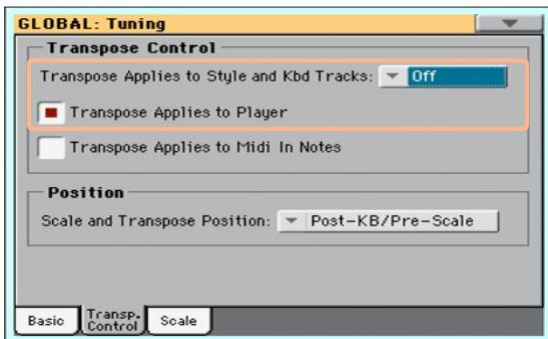 GLOBAL: Tuning
Transpose Control
Transpose Applies to Style and Kbd Tracks: Off
Transpose Applies to Player
Transpose Applies to Midi In Notes
Position
Scale and Transpose Position: Post-KB/Pre-Scale
Basic Transp. Control Scale